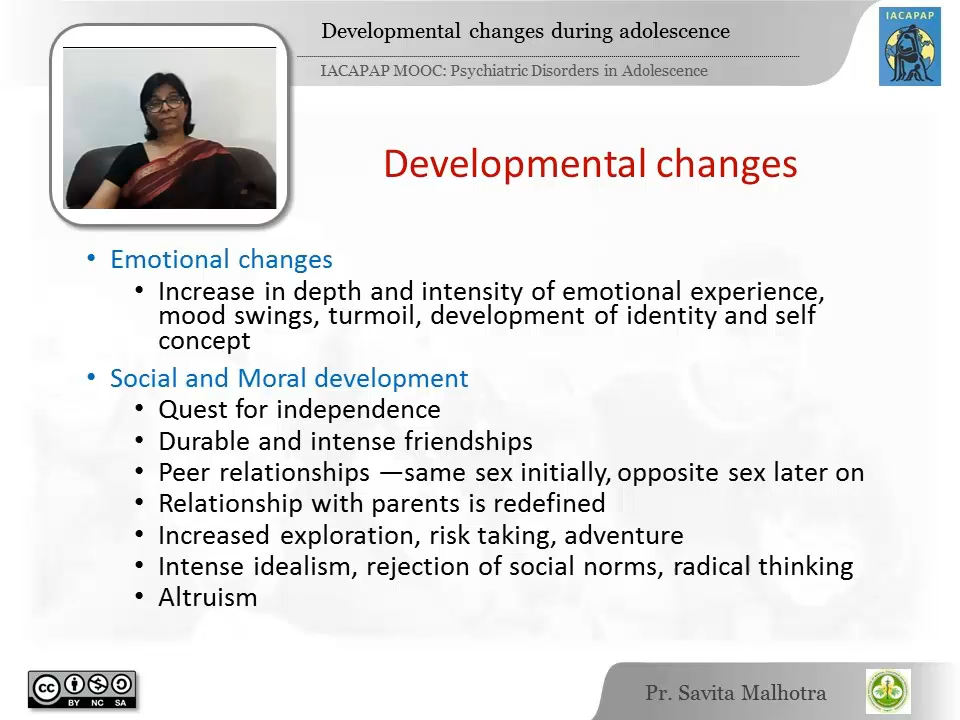 Developmental changes during adolescence
IACAPAP MOOC: Psychiatric Disorders in Adolescence
IACAPAP
Developmental changes
• Emotional changes
• Increase in depth and intensity of emotional experience,
mood swings, turmoil, development of identity and self
concept
• Social and Moral development
• Quest for independence
• Durable and intense friendships
• Peer relationships —same sex initially, opposite sex later on
• Relationship with parents is redefined
• Increased exploration, risk taking, adventure
• Intense idealism, rejection of social norms, radical thinking
• Altruism
cc
BY NC SA
Pr. Savita Malhotra